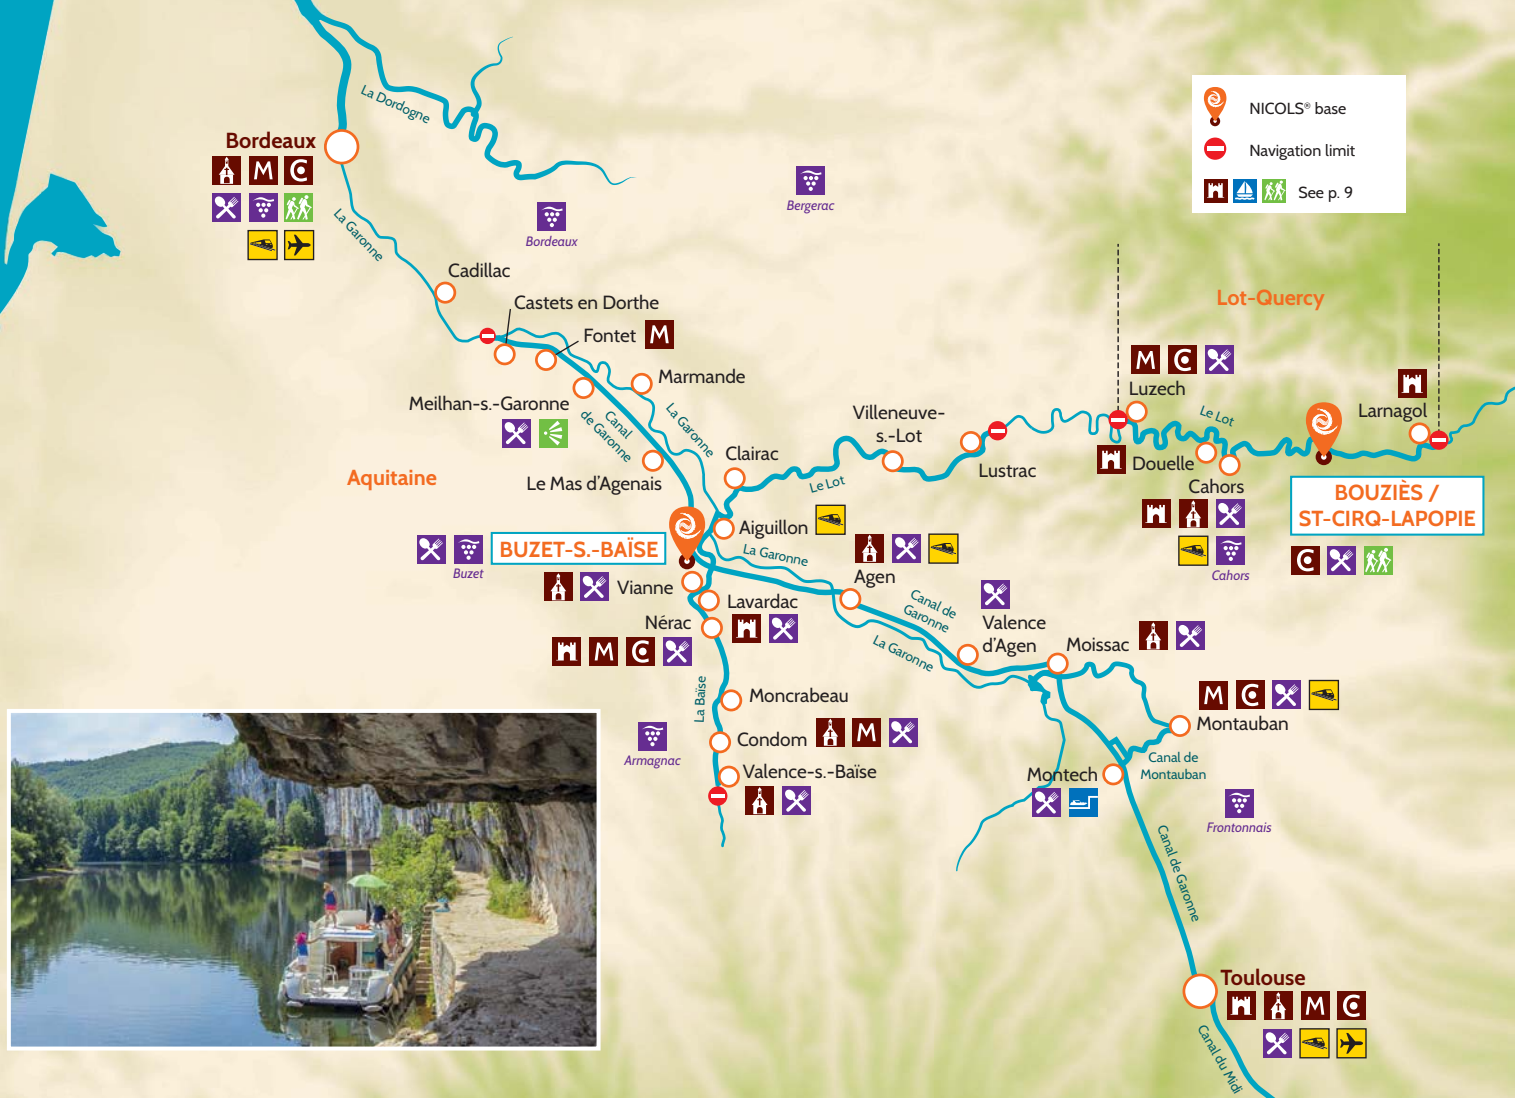 NICOLS® base
Navigation limit
See p. 9
La Dordogne
Bordeaux
M
C
La Garonne
Bordeaux
Bergerac
Cadillac
Castets en Dorthe
Fontet
M
Marmande
Meilhan-s.-Garonne
Canal
de Garonne
La Garonne
Le Mas d'Agenais
Aquitaine
Lot-Quercy
M
C
Luzech
Le Lot
Larnagol
Villeneuve-
s.-Lot
Lustrac
Clairac
Le Lot
Douelle
Cahors
Cahors
BOUZIÈS /
ST-CIRQ-LAPOPIE
C
Aiguillon
BUZET-S.-BAÏSE
Buzet
La Garonne
Agen
Vianne
Lavardac
Nérac
M
C
Canal de
Garonne
La Garonne
Valence
d'Agen
Moissac
M
C
Montauban
Canal de
Montauban
La Baïse
Moncrabeau
Armagnac
Condom
M
Valence-s.-Baïse
Montech
Frontonnais
Canal de Garonne
Toulouse
M
C
Canal du Midi